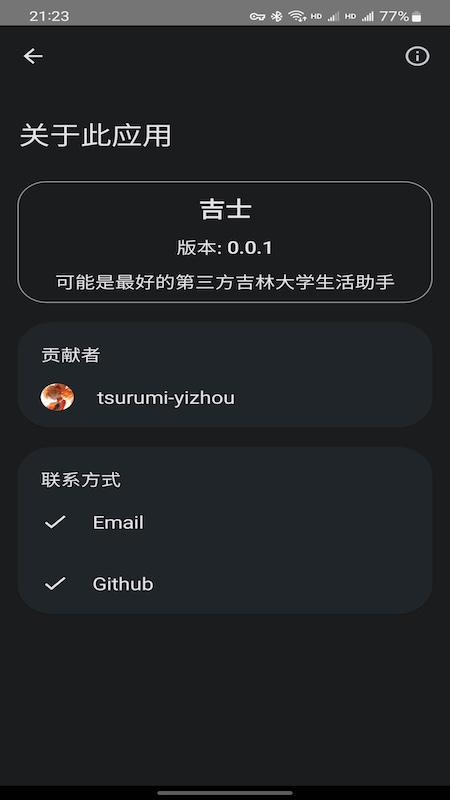 21:23 HD HD 77%
关于此应用
吉士
版本: 0.0.1
可能是最好的第三方吉林大学生活助手
贡献者
tsurumi-yizhou
联系方式
Email
Github